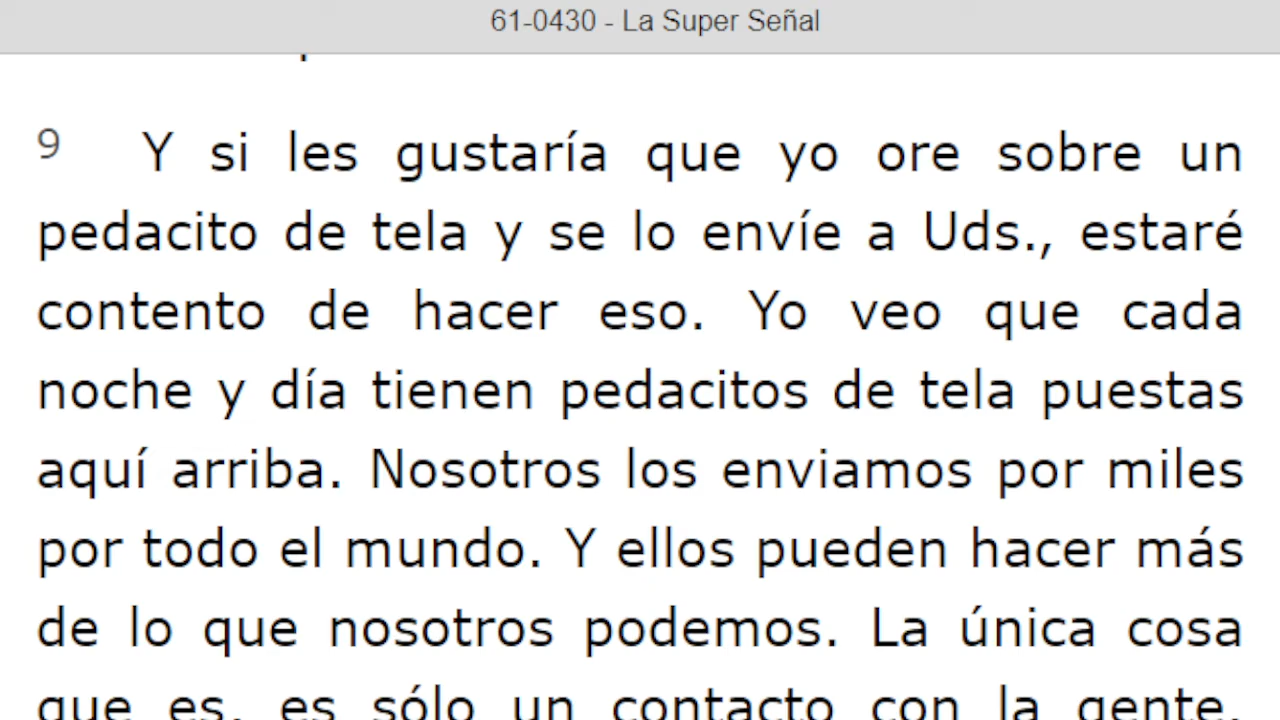 61-0430 - La Super Señal
9 Y si les gustaría que yo ore sobre un
pedacito de tela y se lo envíe a Uds., estaré
contento de hacer eso. Yo veo que cada
noche y día tienen pedacitos de tela puestas
aquí arriba. Nosotros los enviamos por miles
por todo el mundo. Y ellos pueden hacer más
de lo que nosotros podemos. La única cosa
que es, es sólo un contacto con la gente.